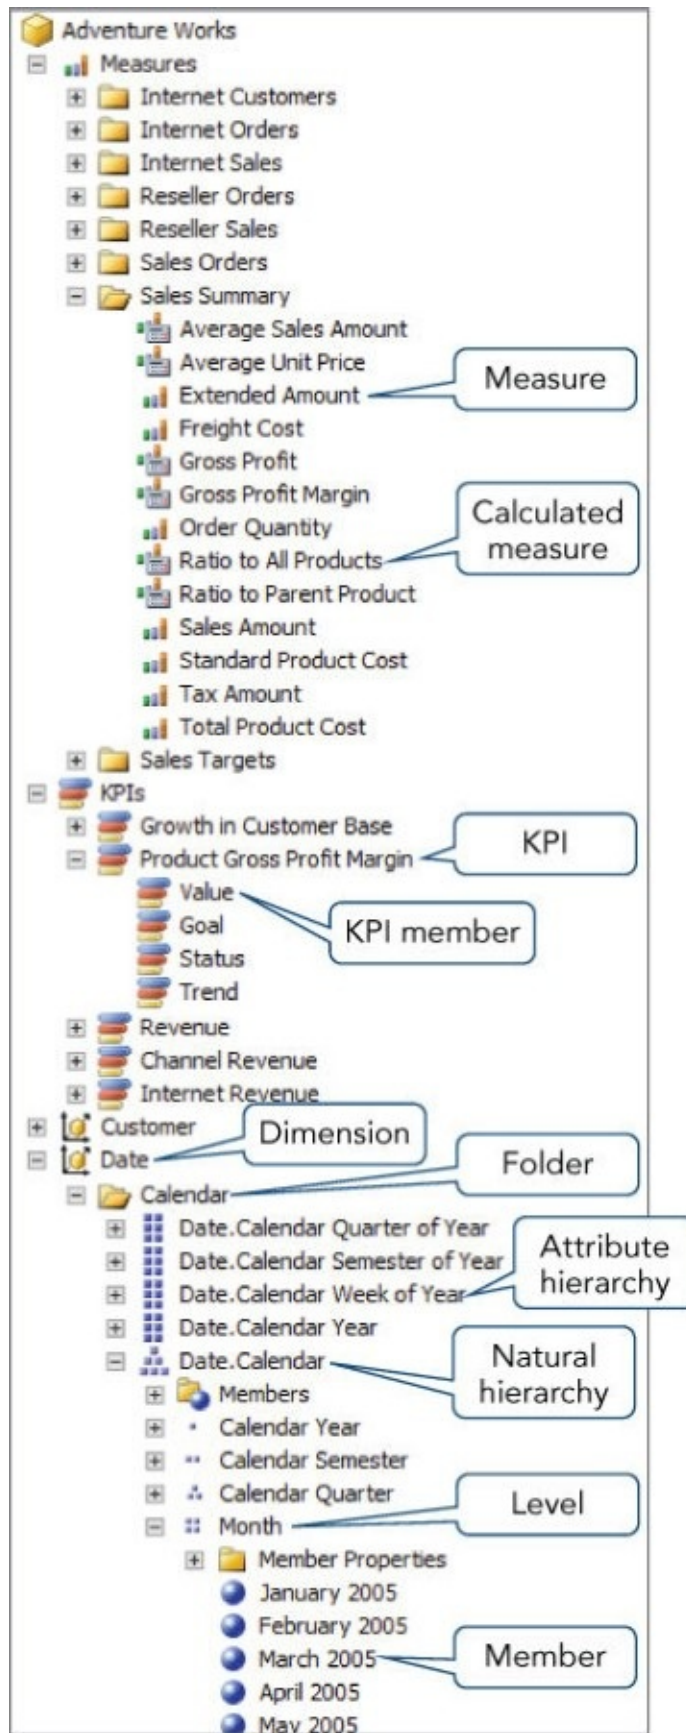 Adventure Works
Measures
Internet Customers
Internet Orders
Internet Sales
Reseller Orders
Reseller Sales
Sales Orders
Sales Summary
Average Sales Amount
Average Unit Price
Extended Amount
Measure
Freight Cost
Gross Profit
Gross Profit Margin
Order Quantity
Calculated
measure
Ratio to All Products
Ratio to Parent Product
Sales Amount
Standard Product Cost
Tax Amount
Total Product Cost
Sales Targets
KPIs
Growth in Customer Base
Product Gross Profit Margin
KPI
Value
KPI member
Goal
Status
Trend
Revenue
Channel Revenue
Internet Revenue
Customer
Dimension
Date
Folder
Calendar
Date.Calendar Quarter of Year
Date.Calendar Semester of Year
Attribute
hierarchy
Date.Calendar Week of Year
Date.Calendar Year
Date.Calendar
Natural
hierarchy
Members
Calendar Year
Calendar Semester
Calendar Quarter
Level
Month
Member Properties
January 2005
February 2005
March 2005
Member
April 2005
May 2005